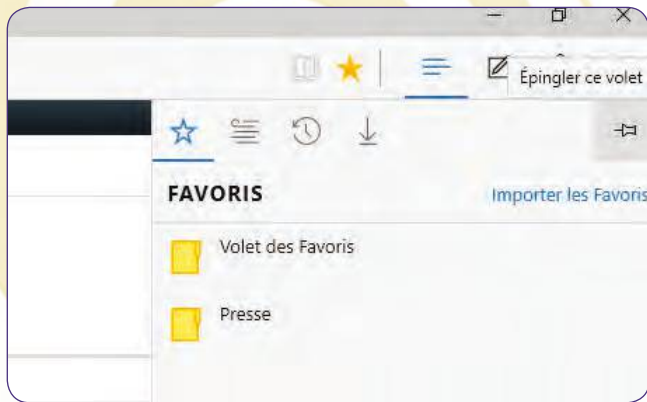 Épingler ce volet
FAVORIS
Importer les Favoris
Volet des Favoris
Presse